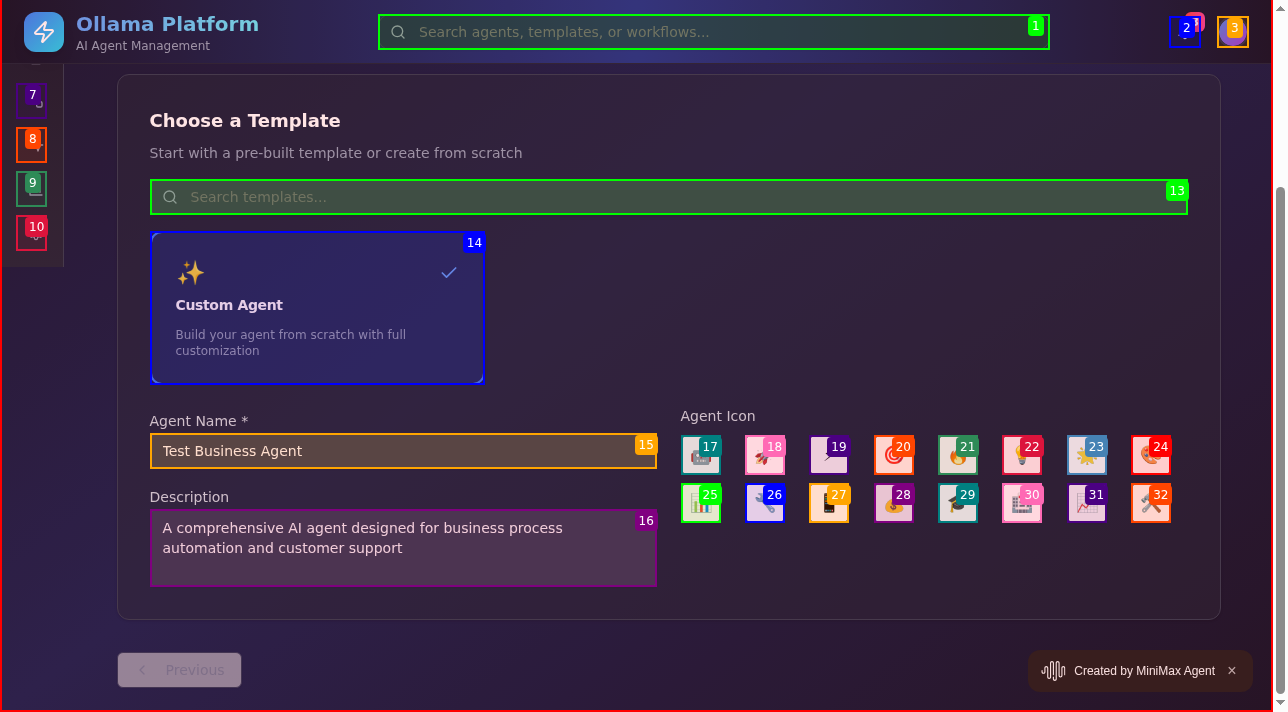 Ollama Platform
AI Agent Management
Search agents, templates, or workflows...
1
2
3
7
8
9
10
Choose a Template
Start with a pre-built template or create from scratch
Search templates...
13
14
Custom Agent
Build your agent from scratch with full
customization
Agent Name *
Test Business Agent
15
Description
A comprehensive AI agent designed for business process
automation and customer support
16
Agent Icon
17
18
19
20
21
22
23
24
25
26
27
28
29
30
31
32
Previous
Created by MiniMax Agent